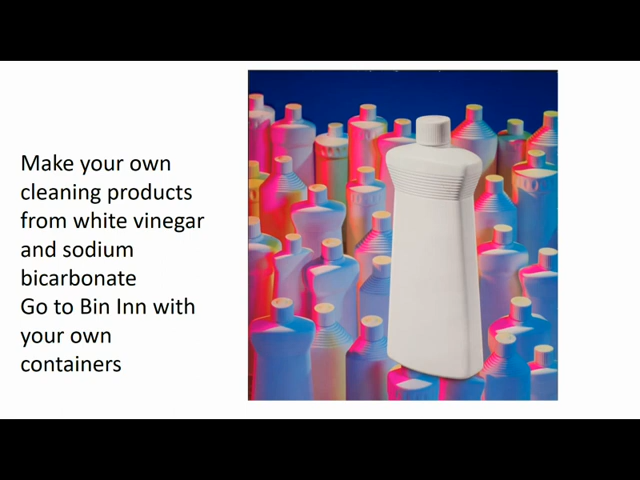 Make your own
cleaning products
from white vinegar
and sodium
bicarbonate
Go to Bin Inn with
your own
containers